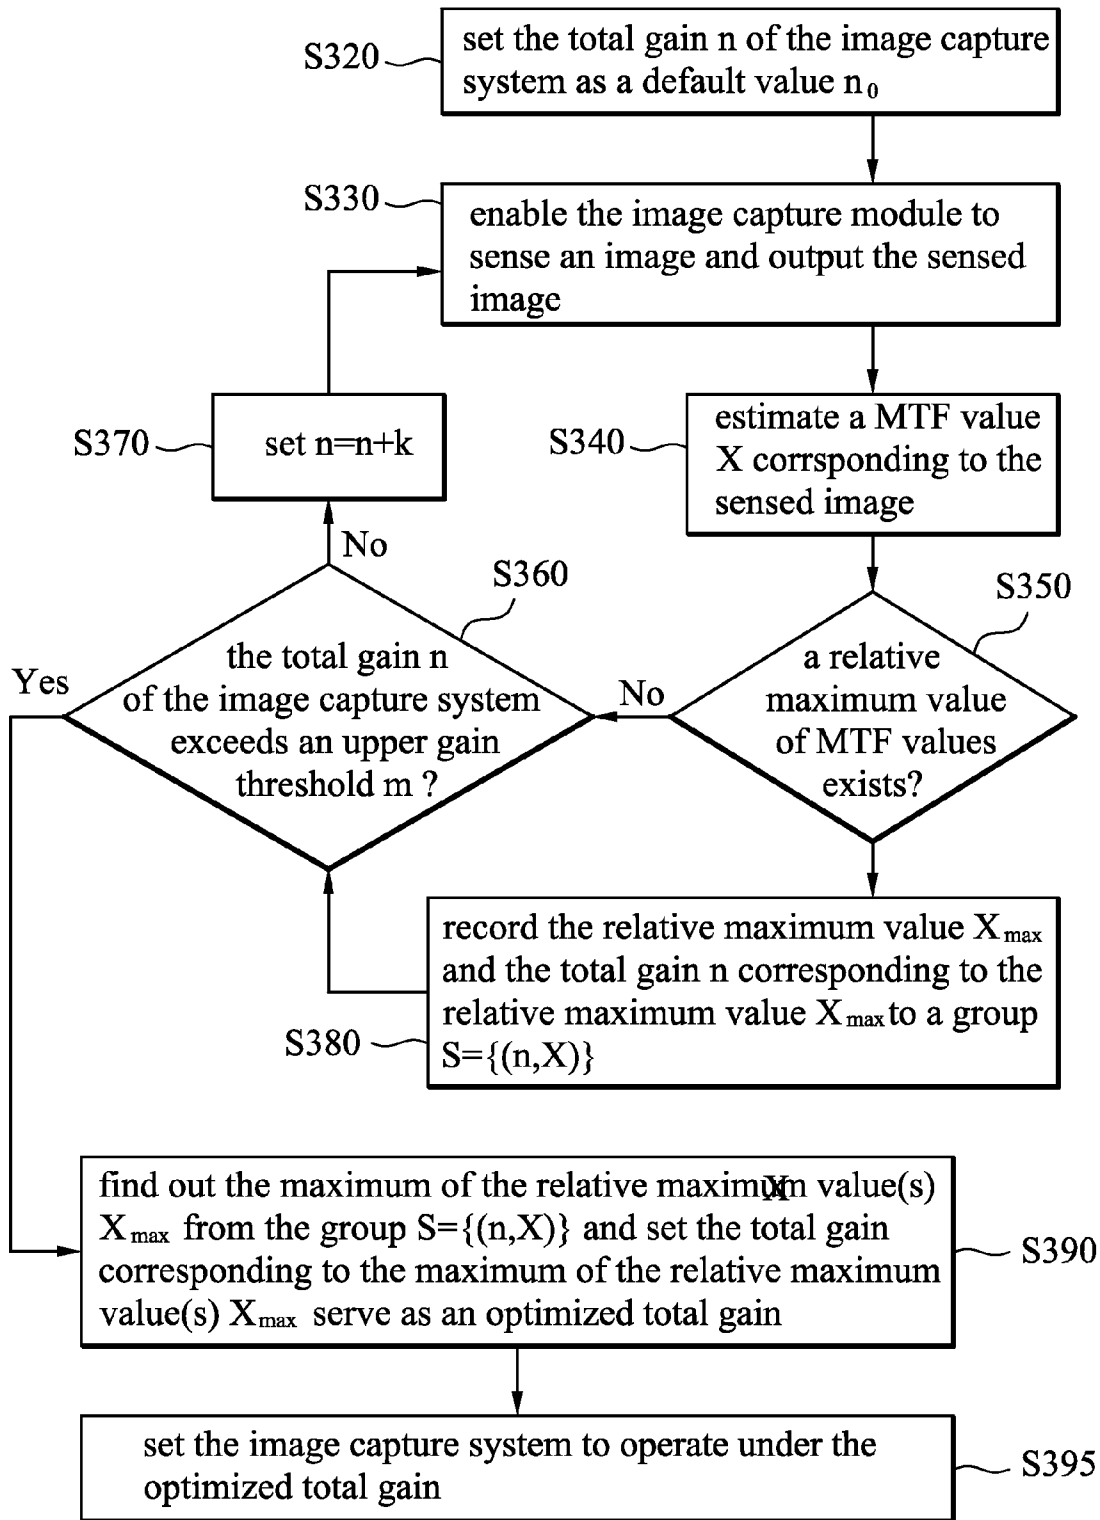 S320
set the total gain n of the image capture
system as a default value n₀
S330
enable the image capture module to
sense an image and output the sensed
image
S370
set n=n+k
S340
estimate a MTF value
X corrsponding to the
sensed image
No
S360
the total gain n
of the image capture system
exceeds an upper gain
threshold m ?
Yes
No
S350
a relative
maximum value
of MTF values
exists?
S380
record the relative maximum value Xmax
and the total gain n corresponding to the
relative maximum value Xmax to a group
S={(n,X)}
find out the maximum of the relative maximum value(s)
Xmax from the group S={(n,X)} and set the total gain
corresponding to the maximum of the relative maximum
value(s) Xmax serve as an optimized total gain
S390
set the image capture system to operate under the
optimized total gain
S395